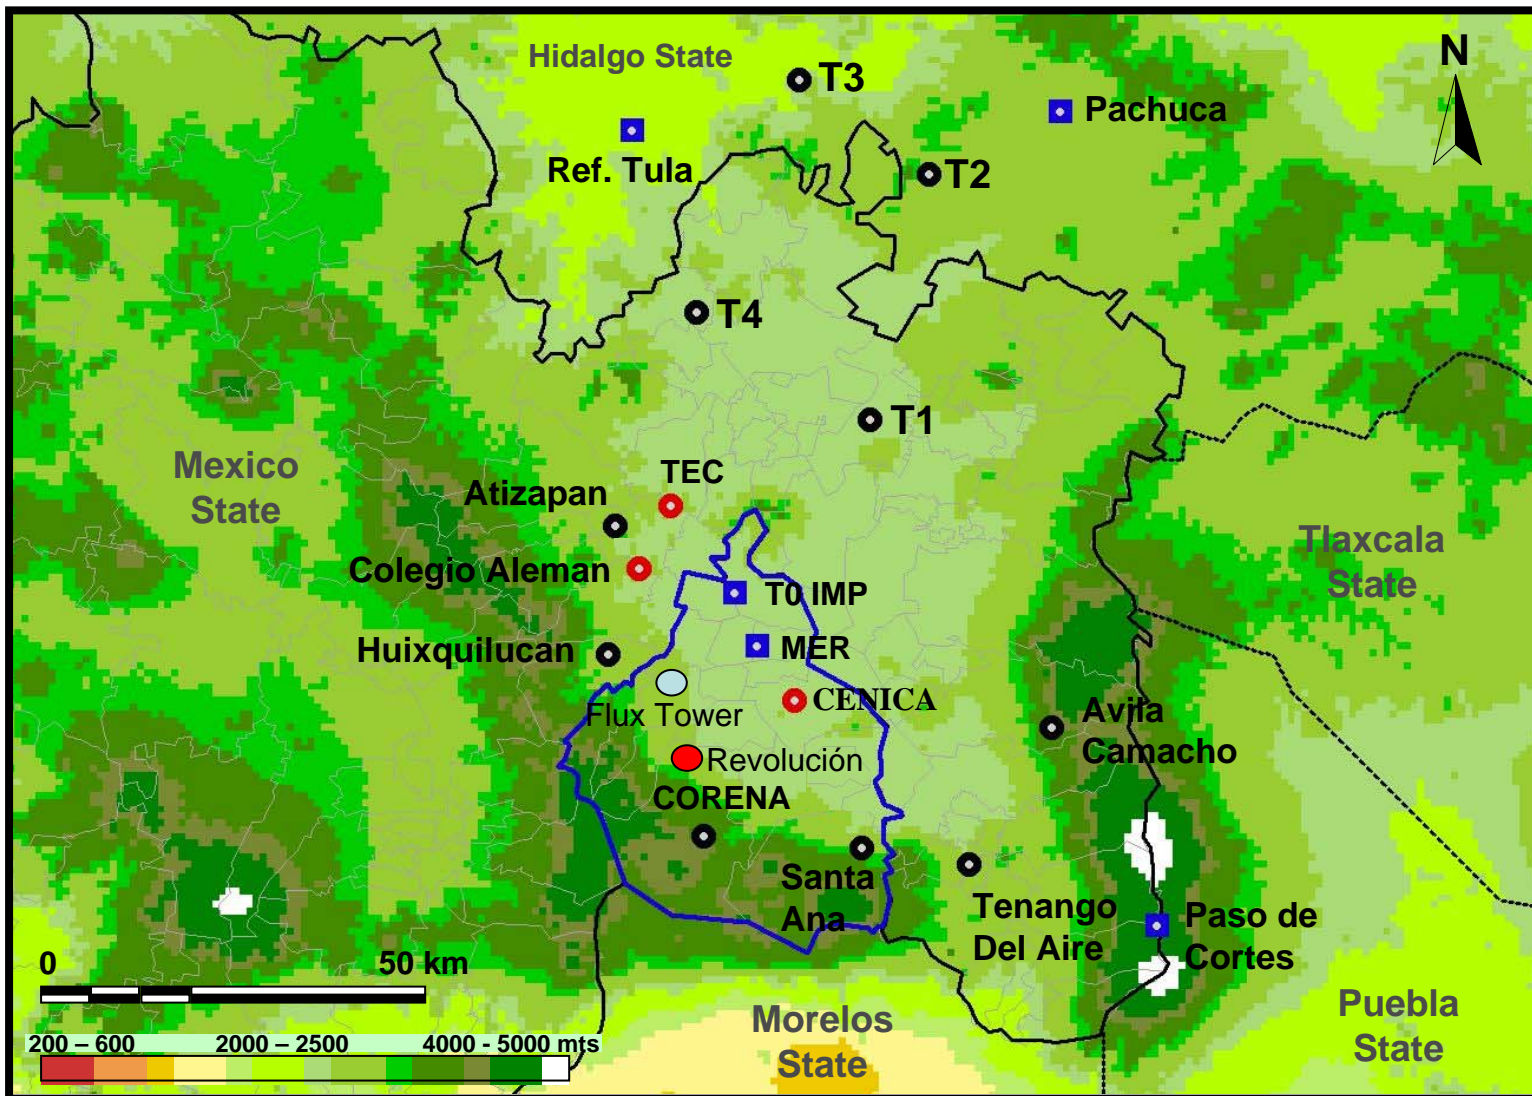 Hidalgo State
N
T3
Pachuca
Ref. Tula
T2
T4
T1
Mexico
State
TEC
Atizapan
Tlaxcala
State
Colegio Aleman
T0 IMP
Huixquilucan
MER
CENICA
Flux Tower
Avila
Camacho
Revolución
CORENA
Santa
Ana
Tenango
Del Aire
Paso de
Cortes
0 50 km
Morelos
State
Puebla
State
200 – 600 2000 – 2500 4000 - 5000 mts